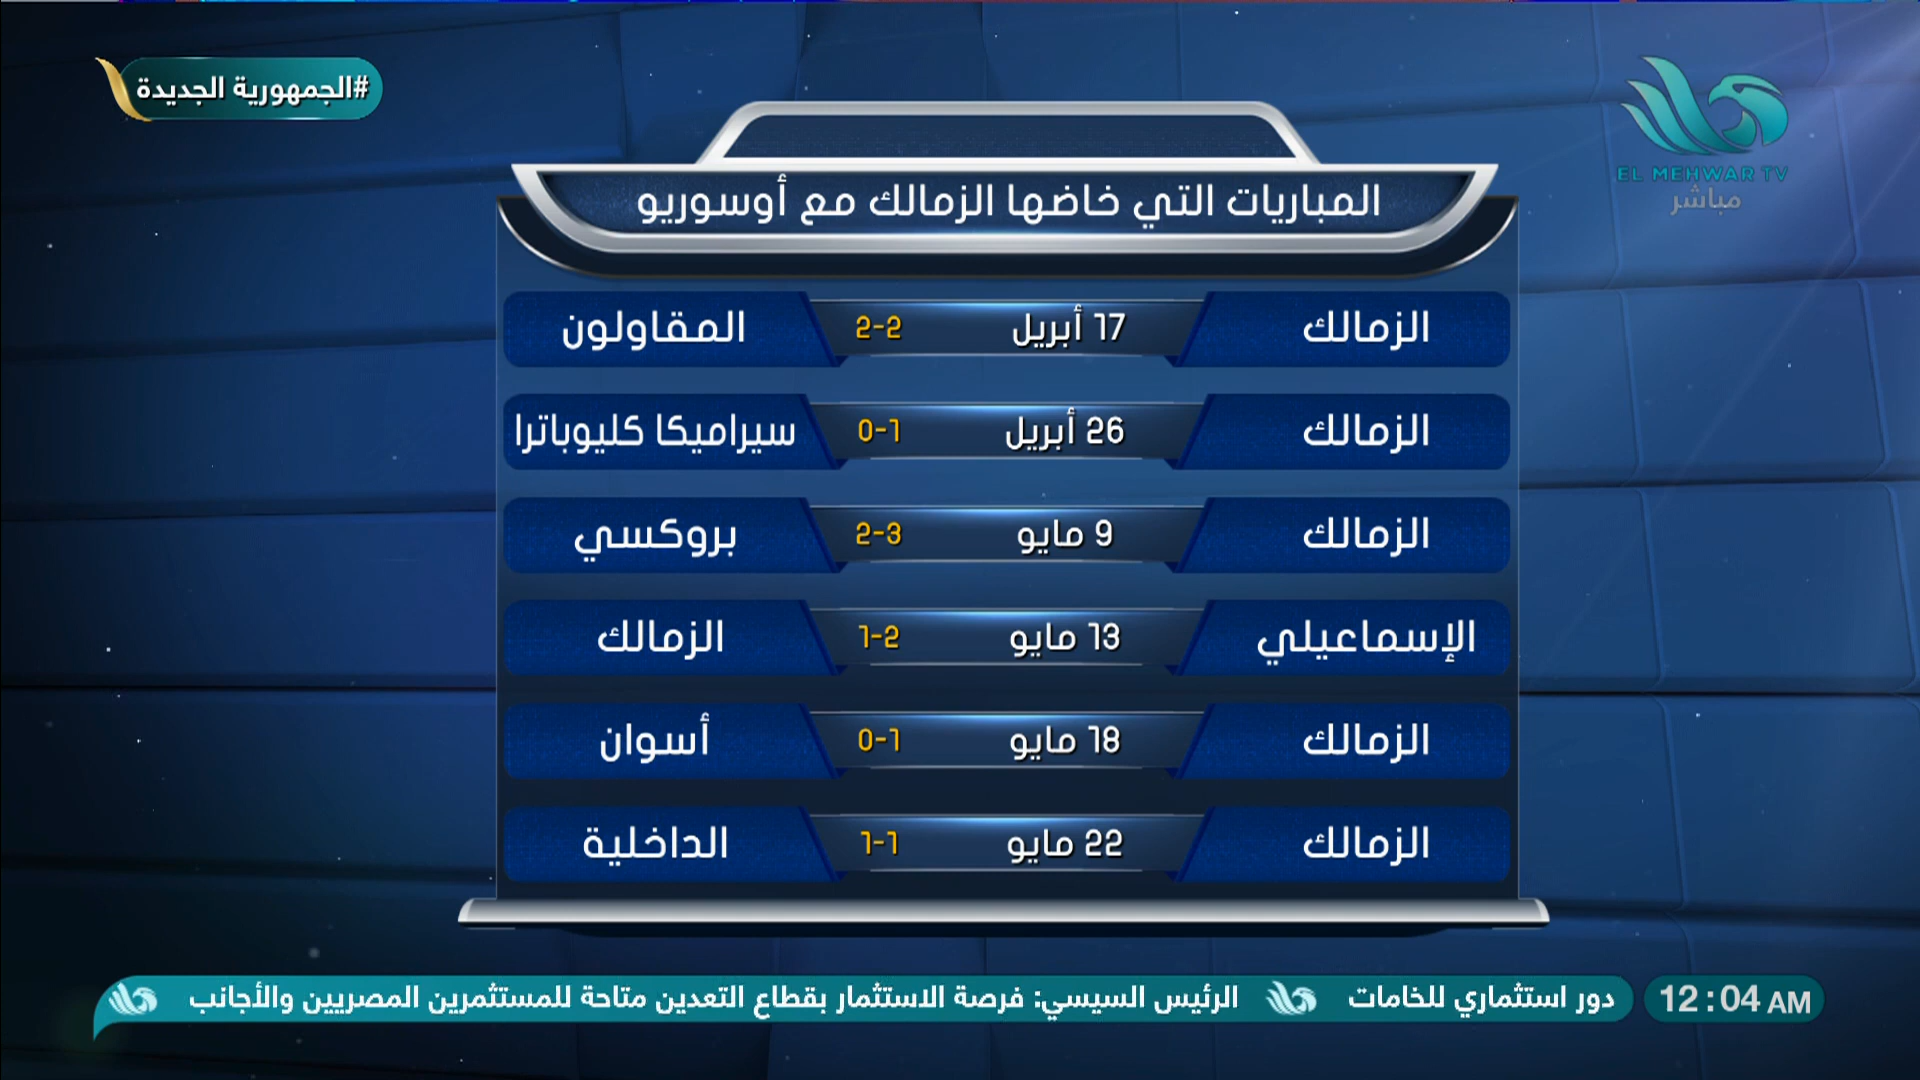 #الجمهورية الجديدة
EL MEHWAR TV
مباشر
المباريات التي خاضها الزمالك مع أوسوريو
الزمالك 17 أبريل 2-2 المقاولون
الزمالك 26 أبريل 0-1 سيراميكا كليوباترا
الزمالك 9 مايو 2-3 بروكسي
الإسماعيلي 13 مايو 1-2 الزمالك
الزمالك 18 مايو 0-1 أسوان
الزمالك 22 مايو 1-1 الداخلية
12:04 AM
دور استثماري للخامات الرئيس السيسي: فرصة الاستثمار بقطاع التعدين متاحة للمستثمرين المصريين والأجانب